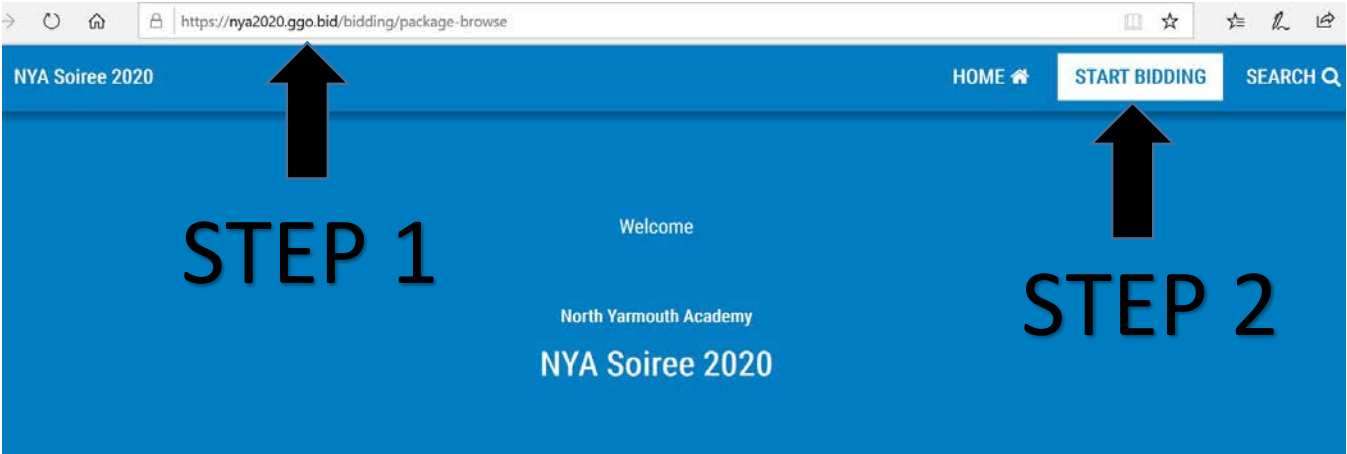 https://nya2020.ggo.bid/bidding/package-browse
NYA Soiree 2020
HOME
START BIDDING
SEARCH
STEP 1
Welcome
STEP 2
North Yarmouth Academy
NYA Soiree 2020